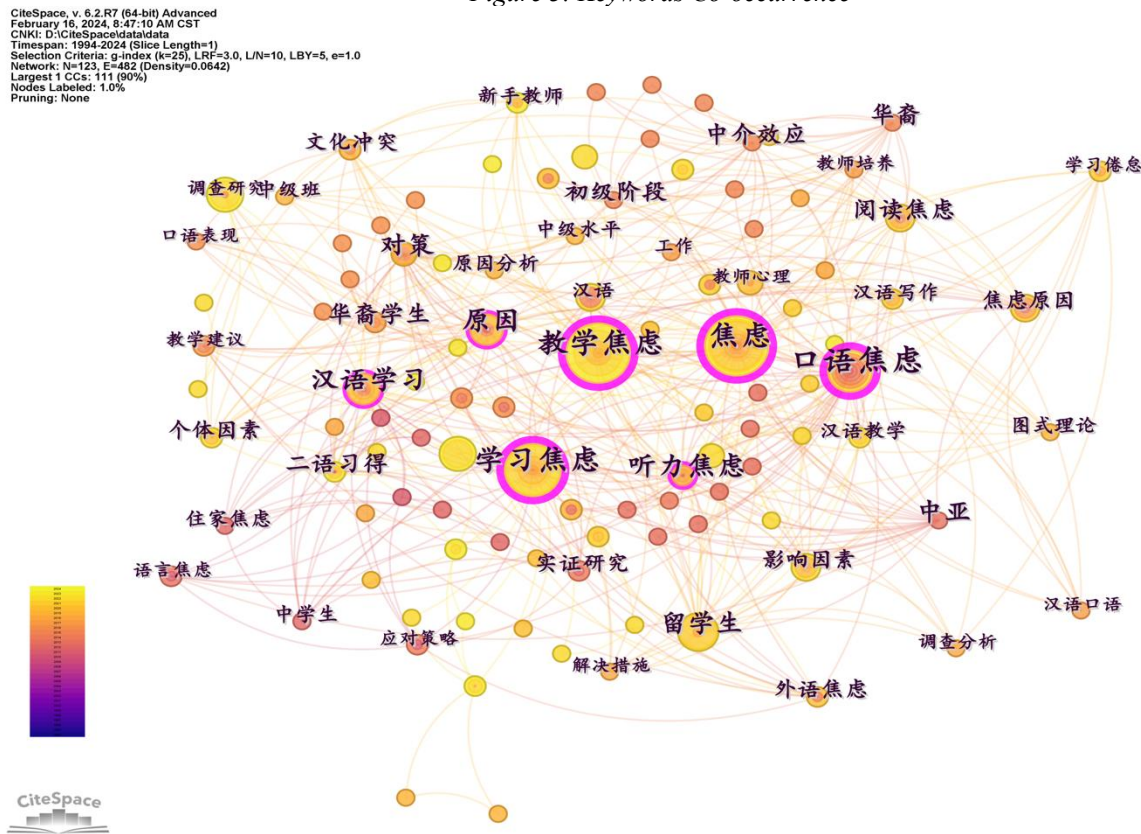 Figure 3. Keywords Co-occurrence
CiteSpace, v. 6.2.R7 (64-bit) Advanced
February 16, 2024, 8:47:10 AM CST
CNKI: D:\CiteSpace\data\data
Timespan: 1994-2024 (Slice Length=1)
Selection Criteria: g-index (k=25), LRF=3.0, L/N=10, LBY=5, e=1.0
Network: N=123, E=482 (Density=0.0642)
Largest 1 CCs: 111 (90%)
Nodes Labeled: 1.0%
Pruning: None
新手教师
华裔
文化冲突
中介效应
教师培养
学习倦怠
调查研究
中级班
初级阶段
阅读焦虑
口语表现
对策
中级水平
工作
原因分析
教师心理
汉语
汉语写作
焦虑原因
华裔学生
原因
教学建议
教学焦虑
焦虑
口语焦虑
汉语学习
个体因素
汉语教学
图式理论
二语习得
学习焦虑
听力焦虑
住家焦虑
中亚
语言焦虑
实证研究
影响因素
中学生
汉语口语
应对策略
留学生
调查分析
解决措施
外语焦虑
CiteSpace